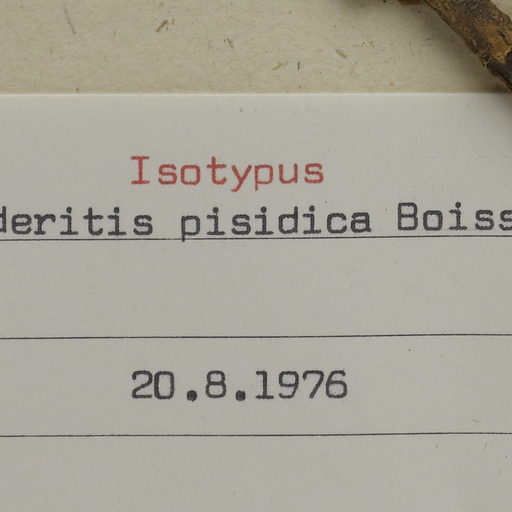 Isotypus
deritis pisidica Boiss
20.8.1976